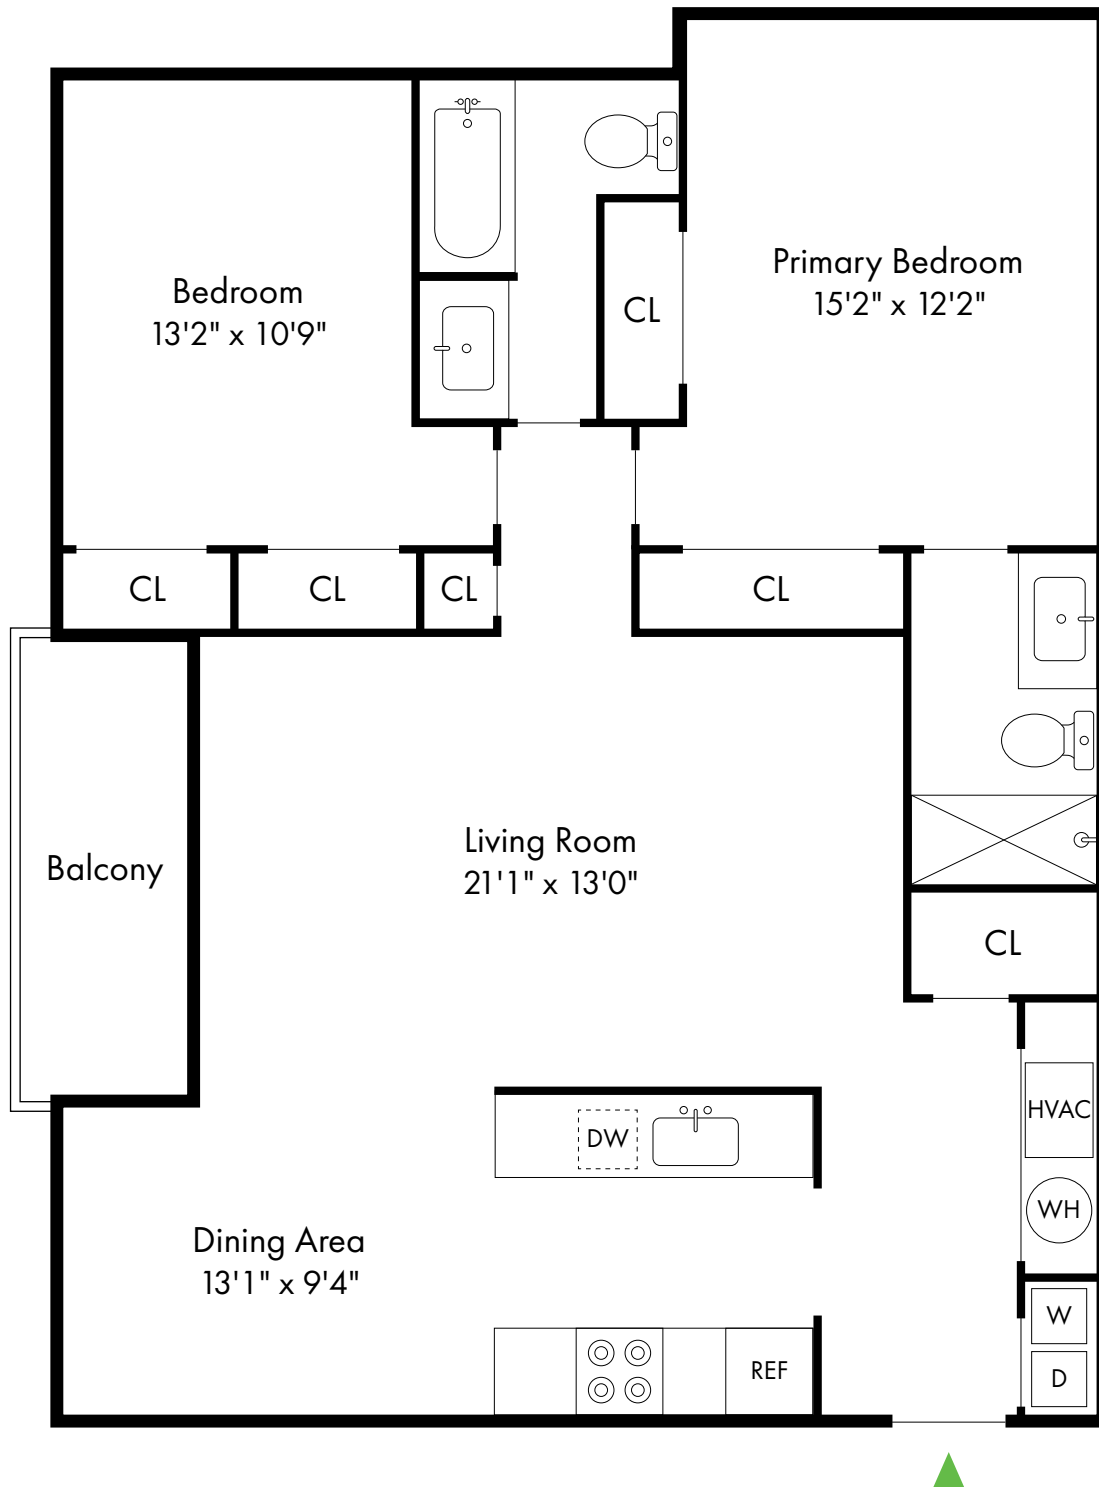 Bedroom
13'2" x 10'9"
CL
Primary Bedroom
15'2" x 12'2"
CL
CL
CL
CL
Balcony
Living Room
21'1" x 13'0"
CL
HVAC
WH
W
D
DW
Dining Area
13'1" x 9'4"
REF